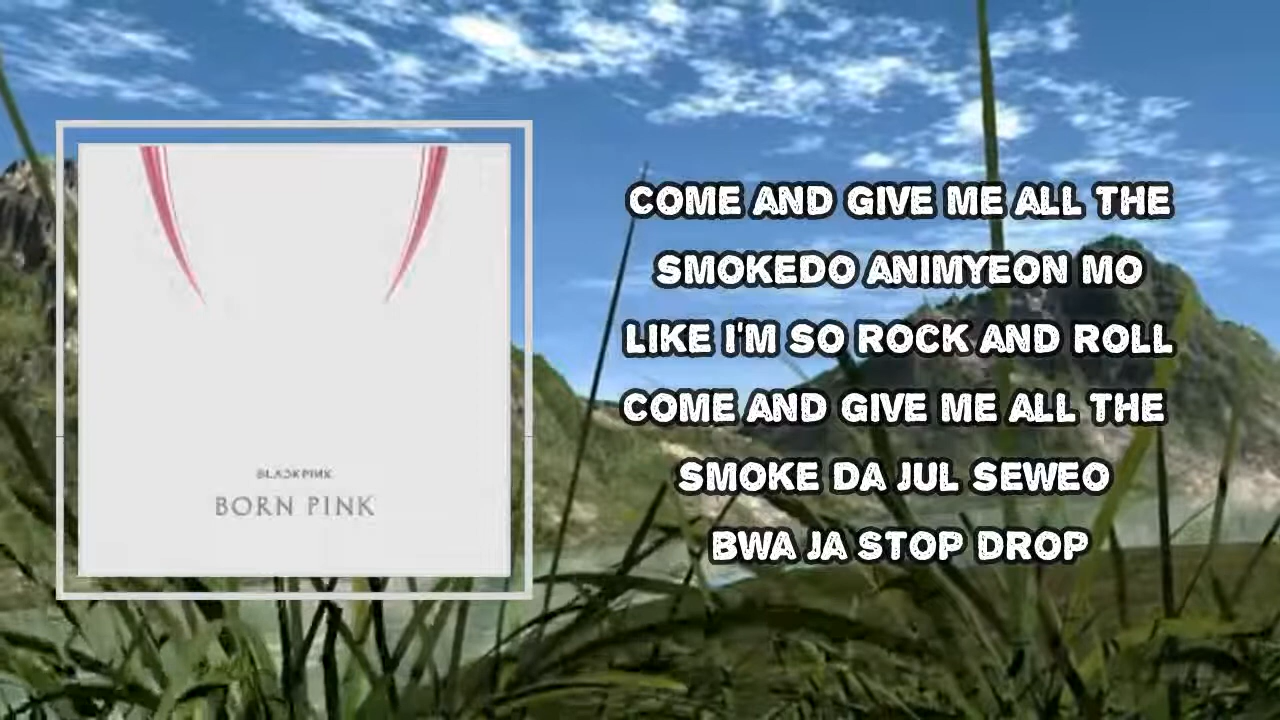 BLACKPINK
BORN PINK
COME AND GIVE ME ALL THE
SMOKEDO ANIMYEON MO
LIKE I'M SO ROCK AND ROLL
COME AND GIVE ME ALL THE
SMOKE DA JUL SEWEO
BWA JA STOP DROP